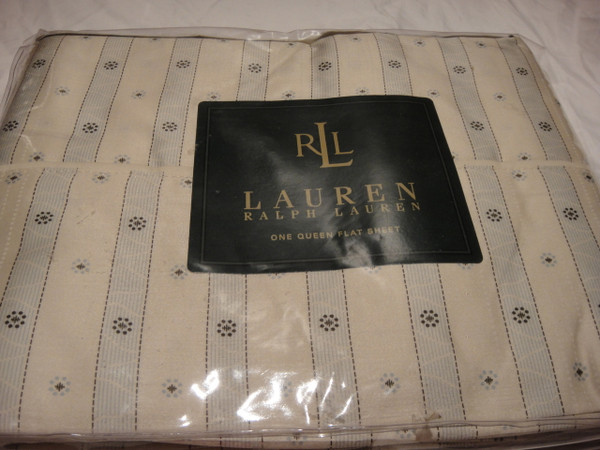 RLL
LAUREN
RALPH LAUREN
ONE QUEEN FLAT SHEET